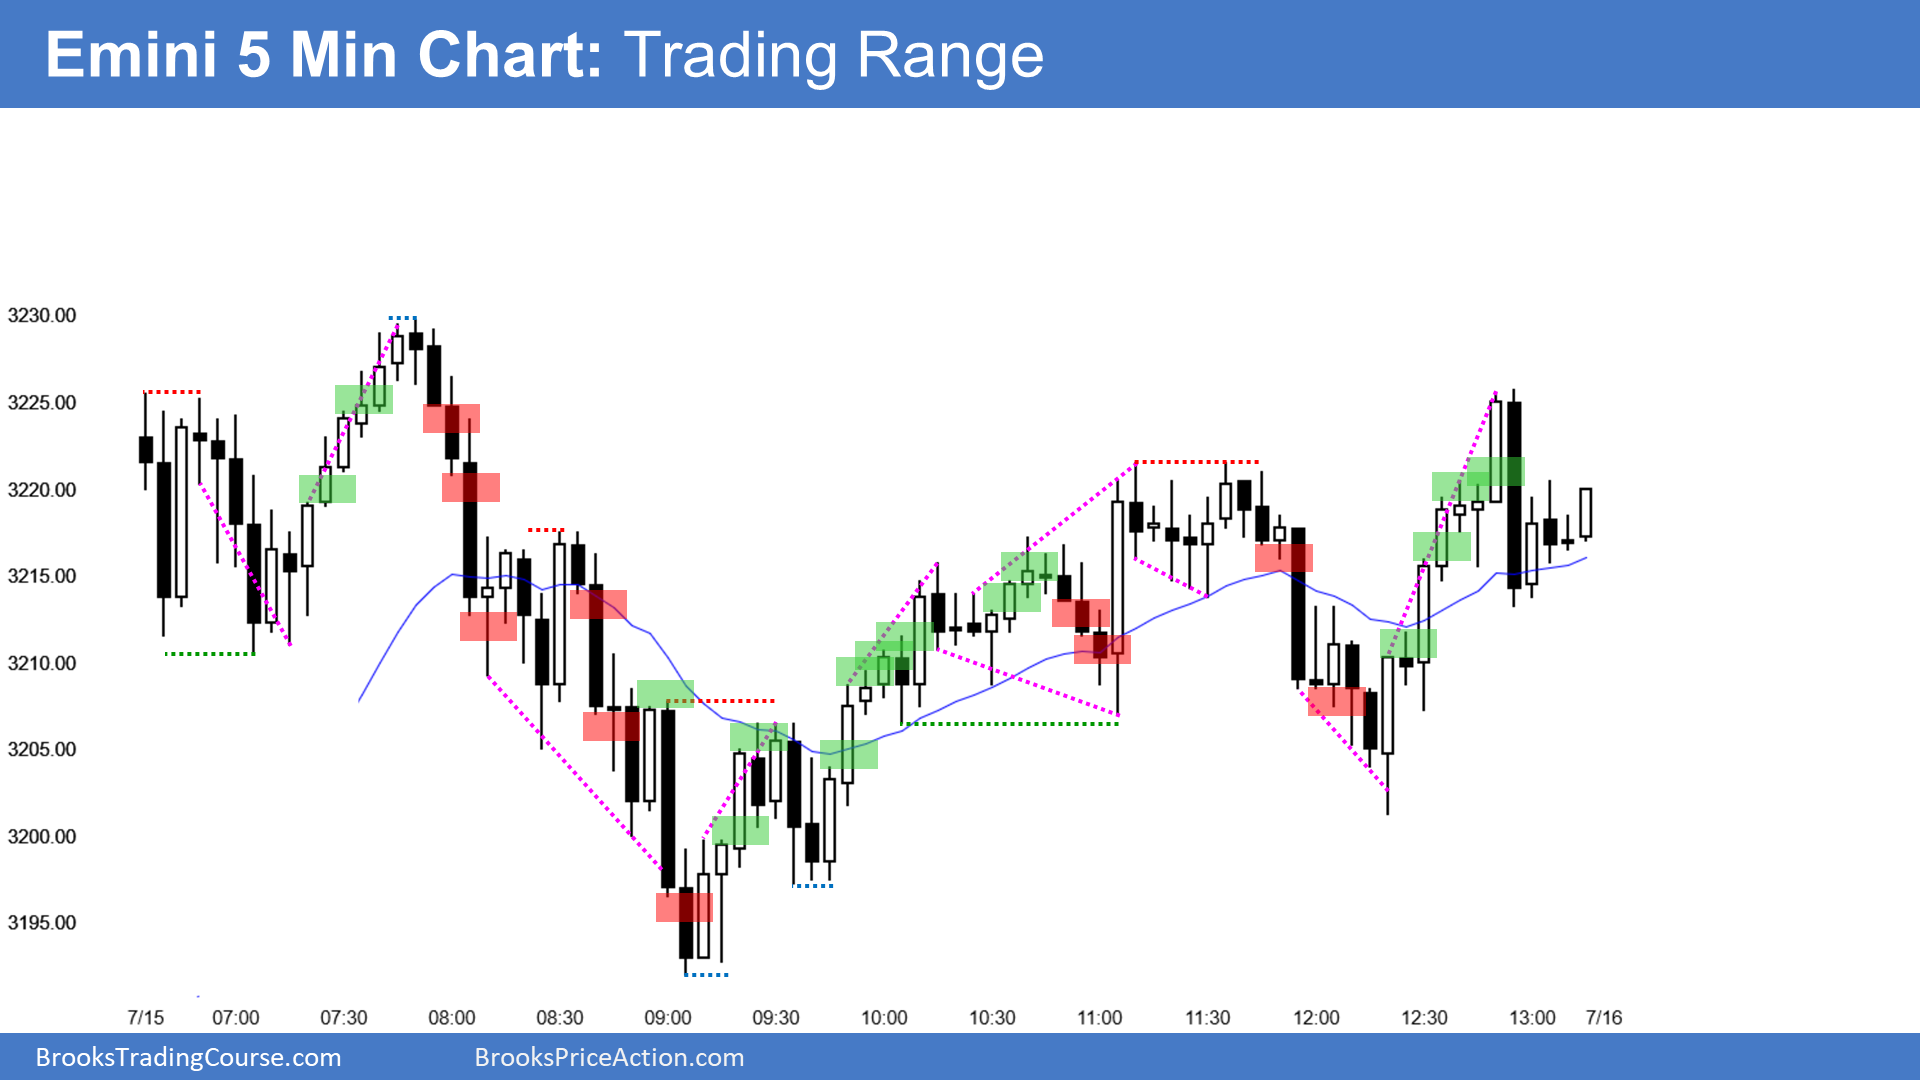 Emini 5 Min Chart: Trading Range
3230.00
3225.00
3220.00
3215.00
3210.00
3205.00
3200.00
3195.00
7/15 07:00 07:30 08:00 08:30 09:00 09:30 10:00 10:30 11:00 11:30 12:00 12:30 13:00 7/16
BrooksTradingCourse.com BrooksPriceAction.com